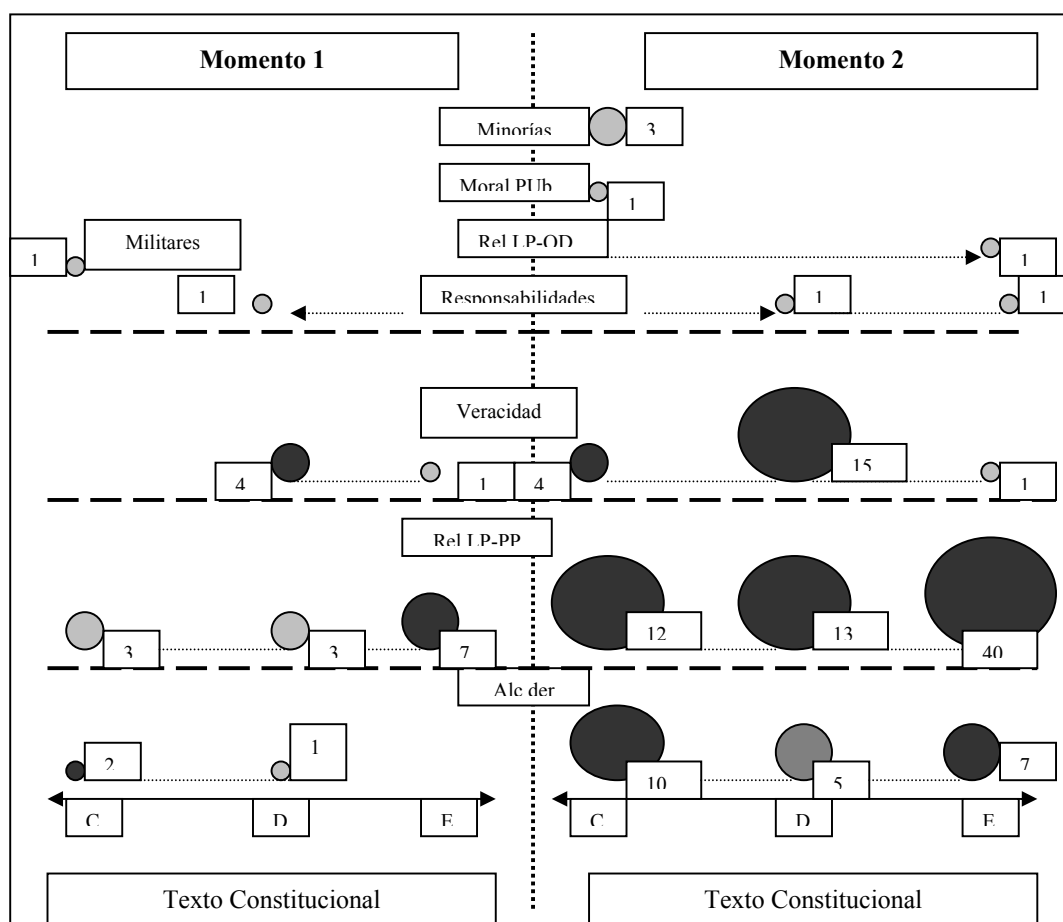 Momento 1
Momento 2
Minorías
3
Moral PUb
1
Militares
1
Rel LP-OD
1
1
Responsabilidades
1
1
Veracidad
4
1
4
15
1
Rel LP-PP
3
3
7
12
13
40
Alc der
2
1
10
5
7
C
D
E
C
D
E
Texto Constitucional
Texto Constitucional